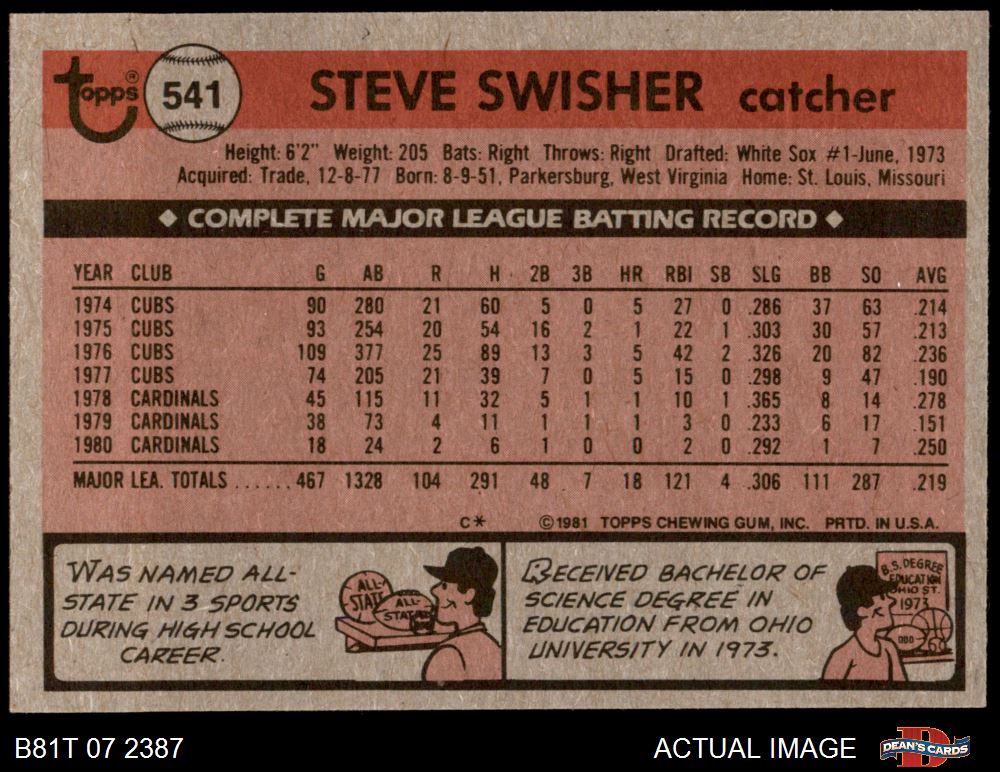 Topps® 541 STEVE SWISHER catcher
Height: 6'2" Weight: 205 Bats: Right Throws: Right Drafted: White Sox #1-June, 1973
Acquired: Trade, 12-8-77 Born: 8-9-51, Parkersburg, West Virginia Home: St. Louis, Missouri
◆ COMPLETE MAJOR LEAGUE BATTING RECORD ◆
YEAR CLUB G AB R H 2B 3B HR RBI SB SLG BB SO AVG
1974 CUBS 90 280 21 60 5 0 5 27 0 .286 37 63 .214
1975 CUBS 93 254 20 54 16 2 1 22 1 .303 30 57 .213
1976 CUBS 109 377 25 89 13 3 5 42 2 .326 20 82 .236
1977 CUBS 74 205 21 39 7 0 5 15 0 .298 9 47 .190
1978 CARDINALS 45 115 11 32 5 1 1 10 1 .365 8 14 .278
1979 CARDINALS 38 73 4 11 1 1 1 3 0 .233 6 17 .151
1980 CARDINALS 18 24 2 6 1 0 0 2 0 .292 1 7 .250
MAJOR LEA. TOTALS ......467 1328 104 291 48 7 18 121 4 .306 111 287 .219
C* ©1981 TOPPS CHEWING GUM, INC. PRTD. IN U.S.A.
WAS NAMED ALL-
STATE IN 3 SPORTS
DURING HIGH SCHOOL
CAREER.
ALL-
STATE
ALL-
RECEIVED BACHELOR OF
SCIENCE DEGREE IN
EDUCATION FROM OHIO
UNIVERSITY IN 1973.
B.S. DEGREE
EDUCATION
OHIO ST.
1973
B81T 07 2387
ACTUAL IMAGE
D
DEAN'S CARDS